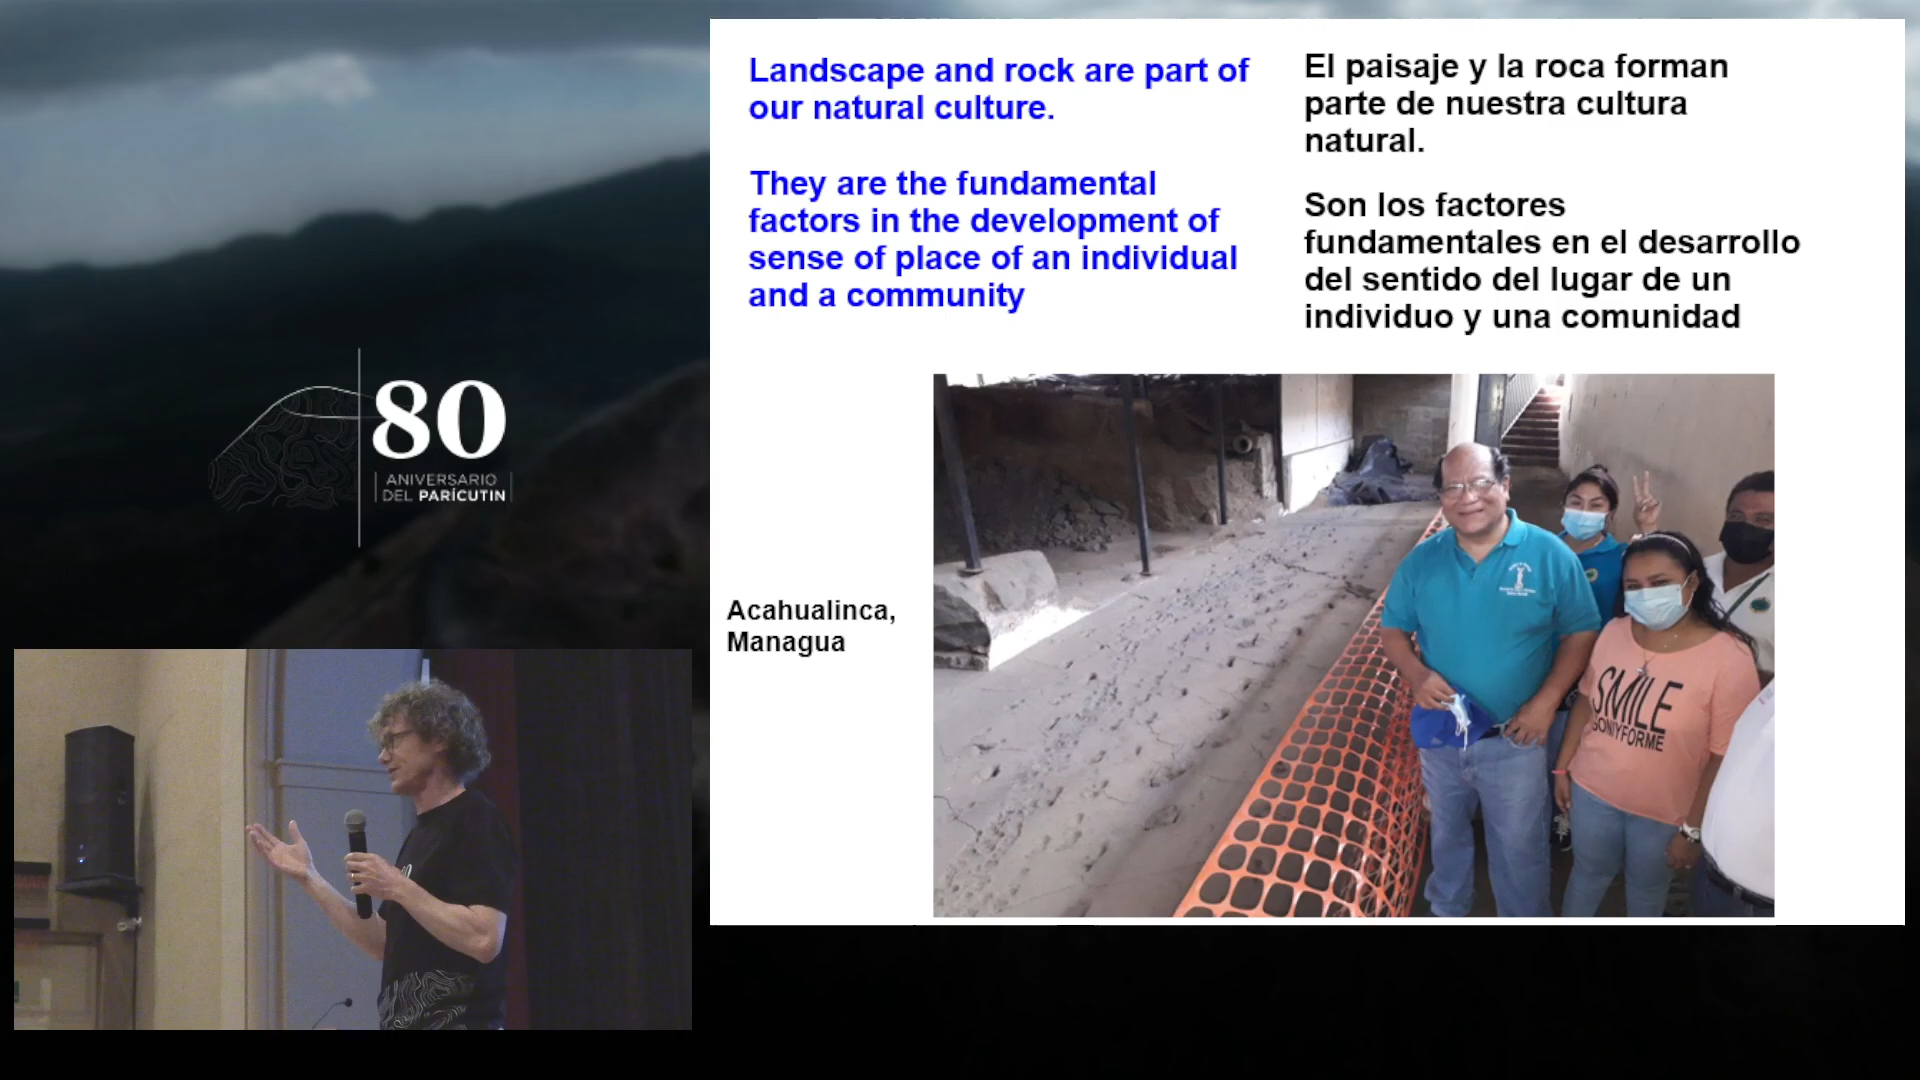 Landscape and rock are part of
our natural culture.
They are the fundamental
factors in the development of
sense of place of an individual
and a community
El paisaje y la roca forman
parte de nuestra cultura
natural.
Son los factores
fundamentales en el desarrollo
del sentido del lugar de un
individuo y una comunidad
80
ANIVERSARIO
DEL PARÍCUTIN
Acahualinca,
Managua
SMILE